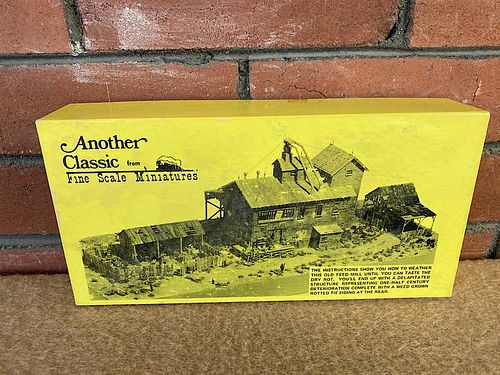 Another
Classic from
Fine Scale Miniatures
THE INSTRUCTIONS SHOW YOU HOW TO WEATHER
THIS OLD FEED MILL UNTIL YOU CAN TASTE THE
DRY ROT. YOU'LL END UP WITH A DILAPITATED
STRUCTURE REPRESENTING ONE-HALF CENTURY
DETERIORATION COMPLETE WITH A WEED GROWN
ROTTED TIE SIDING AT THE REAR.